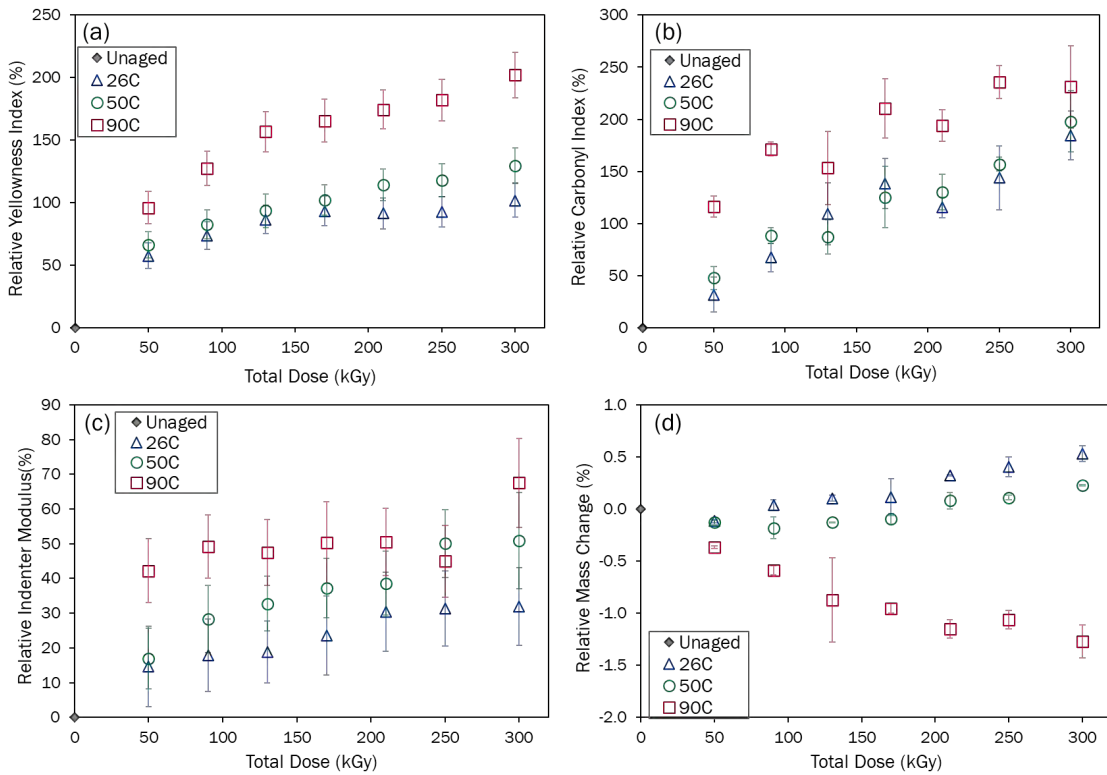 (a)
Unaged
26C
50C
90C
250
200
150
100
50
0
Relative Yellowness Index (%)
0 50 100 150 200 250 300
Total Dose (kGy)
(b)
Unaged
26C
50C
90C
300
250
200
150
100
50
0
Relative Carbonyl Index (%)
0 50 100 150 200 250 300
Total Dose (kGy)
(c)
Unaged
26C
50C
90C
90
80
70
60
50
40
30
20
10
0
Relative Indenter Modulus(%)
0 50 100 150 200 250 300
Total Dose (kGy)
(d)
1.0
0.5
0.0
-0.5
-1.0
-1.5
-2.0
Relative Mass Change (%)
Unaged
26C
50C
90C
0 50 100 150 200 250 300
Total Dose (kGy)